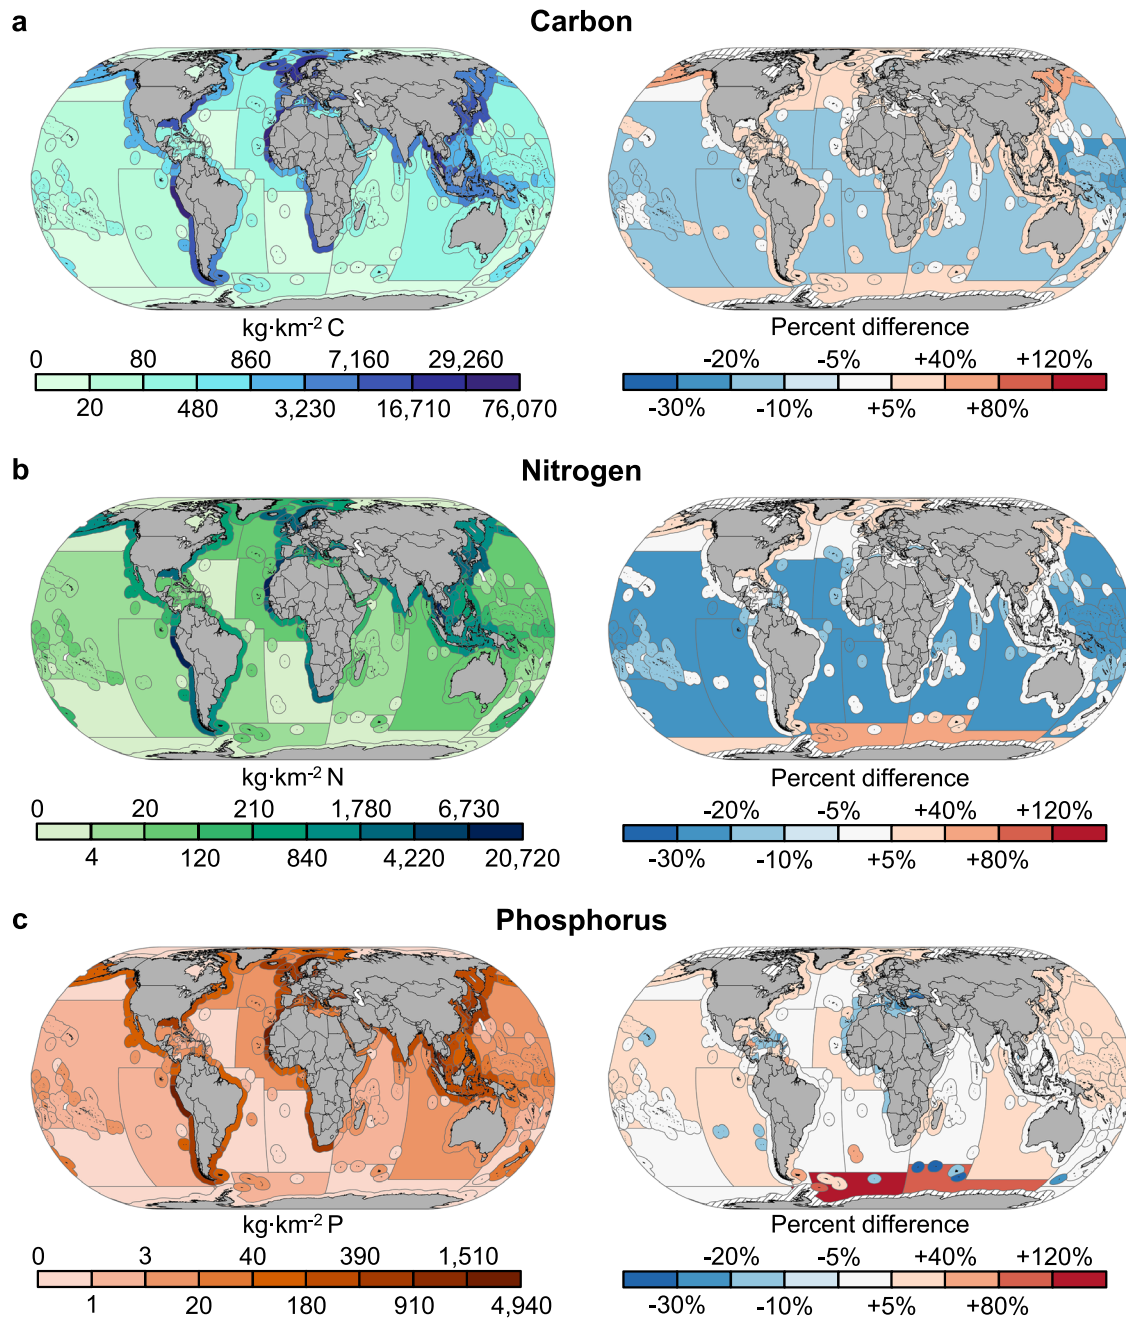 a
Carbon
kg·km⁻² C
0 80 860 7,160 29,260
20 480 3,230 16,710 76,070
Percent difference
-20% -5% +40% +120%
-30% -10% +5% +80%
b
Nitrogen
kg·km⁻² N
0 20 210 1,780 6,730
4 120 840 4,220 20,720
Percent difference
-20% -5% +40% +120%
-30% -10% +5% +80%
c
Phosphorus
kg·km⁻² P
0 3 40 390 1,510
1 20 180 910 4,940
Percent difference
-20% -5% +40% +120%
-30% -10% +5% +80%